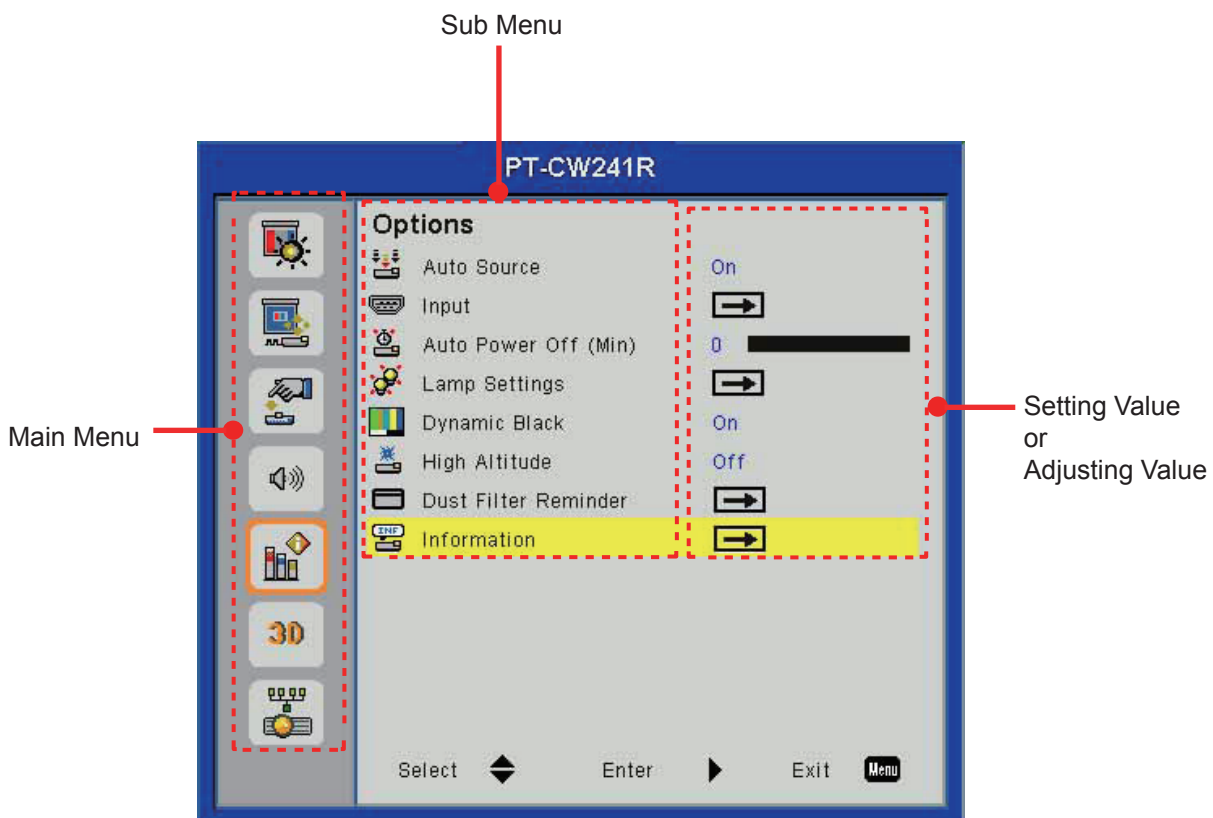 Sub Menu
PT-CW241R
Options
Auto Source On
Input
Auto Power Off (Min) 0
Lamp Settings
Dynamic Black On
High Altitude Off
Dust Filter Reminder
INF
Information
3D
Select Enter Exit Menu
Main Menu
Setting Value
or
Adjusting Value